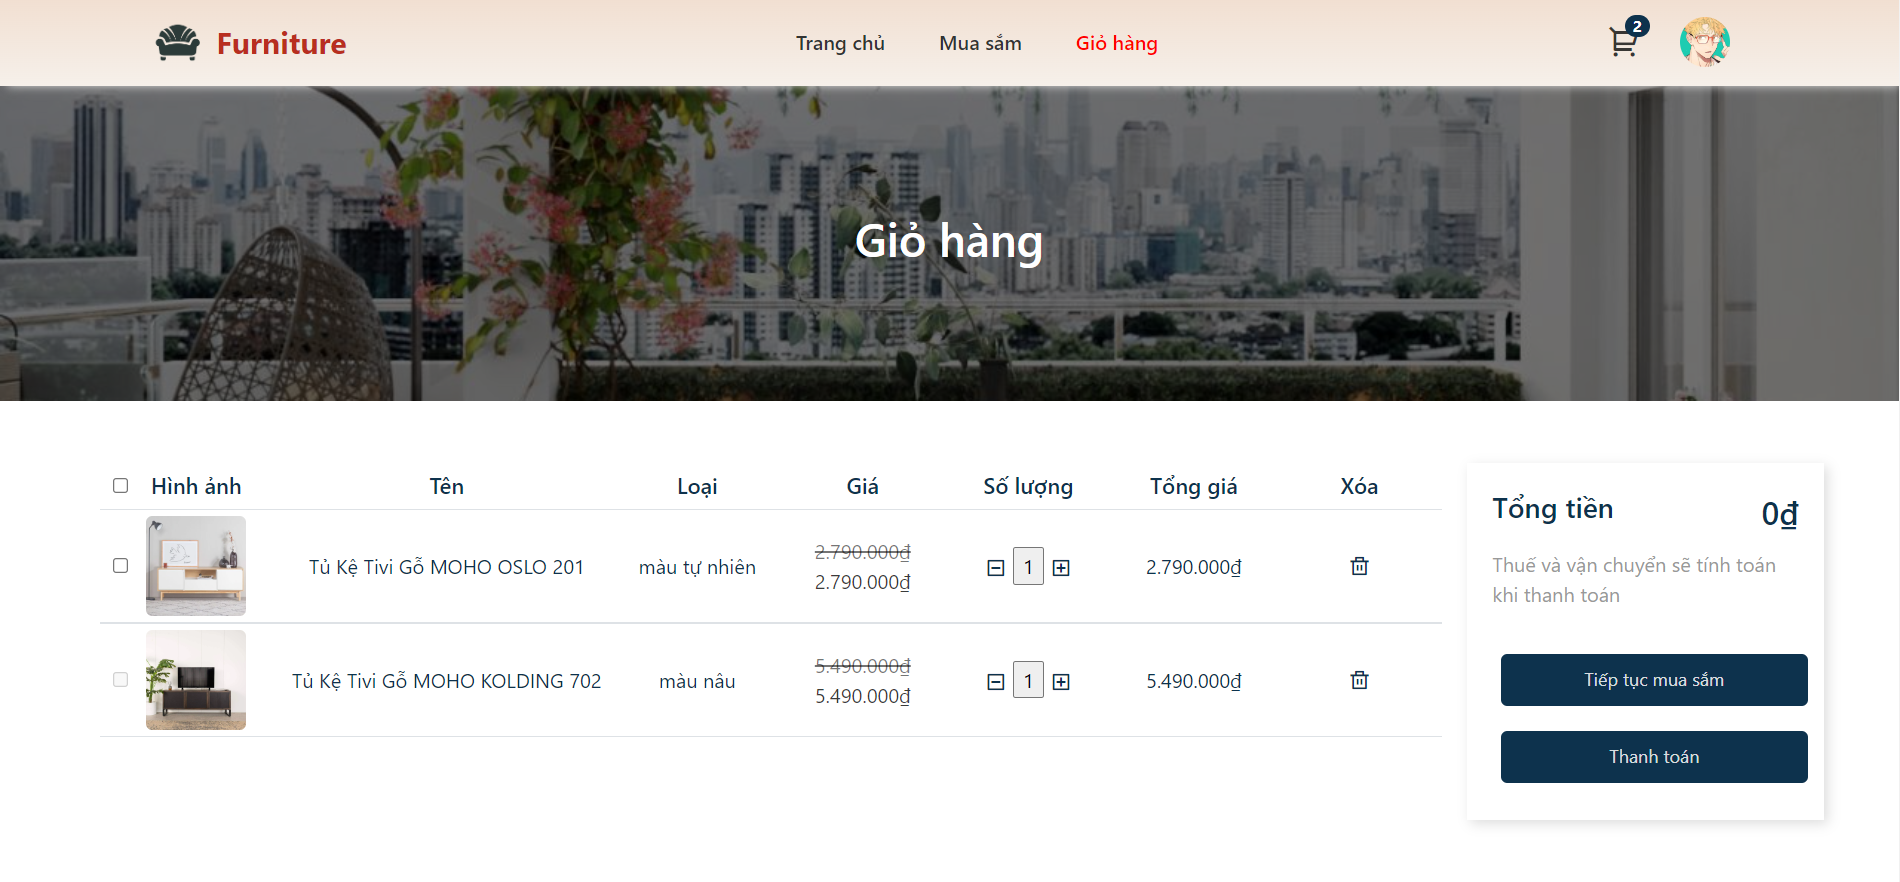 Furniture
Trang chủ
Mua sắm
Giỏ hàng
2
Giỏ hàng
Hình ảnh Tên Loại Giá Số lượng Tổng giá Xóa
Tủ Kệ Tivi Gỗ MOHO OSLO 201 màu tự nhiên 2.790.000₫ 2.790.000₫ 1 2.790.000₫
Tủ Kệ Tivi Gỗ MOHO KOLDING 702 màu nâu 5.490.000₫ 5.490.000₫ 1 5.490.000₫
Tổng tiền 0₫
Thuế và vận chuyển sẽ tính toán
khi thanh toán
Tiếp tục mua sắm
Thanh toán